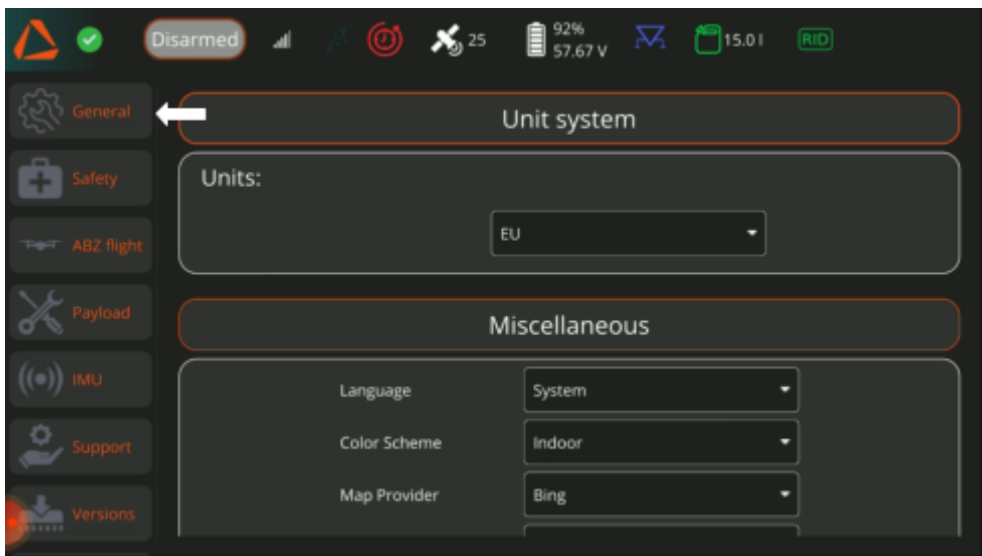 Disarmed 25 92% 15.0 l RID
57.67 V
General
Safety
ABZ flight
Payload
IMU
Support
Versions
Unit system
Units:
EU
Miscellaneous
Language System
Color Scheme Indoor
Map Provider Bing